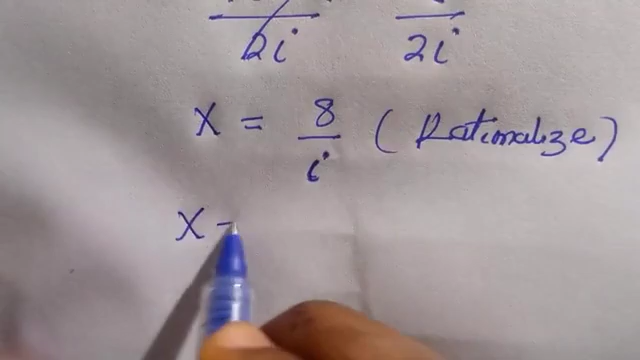 2i 2i
X = 8/i (Rationalize)
X -